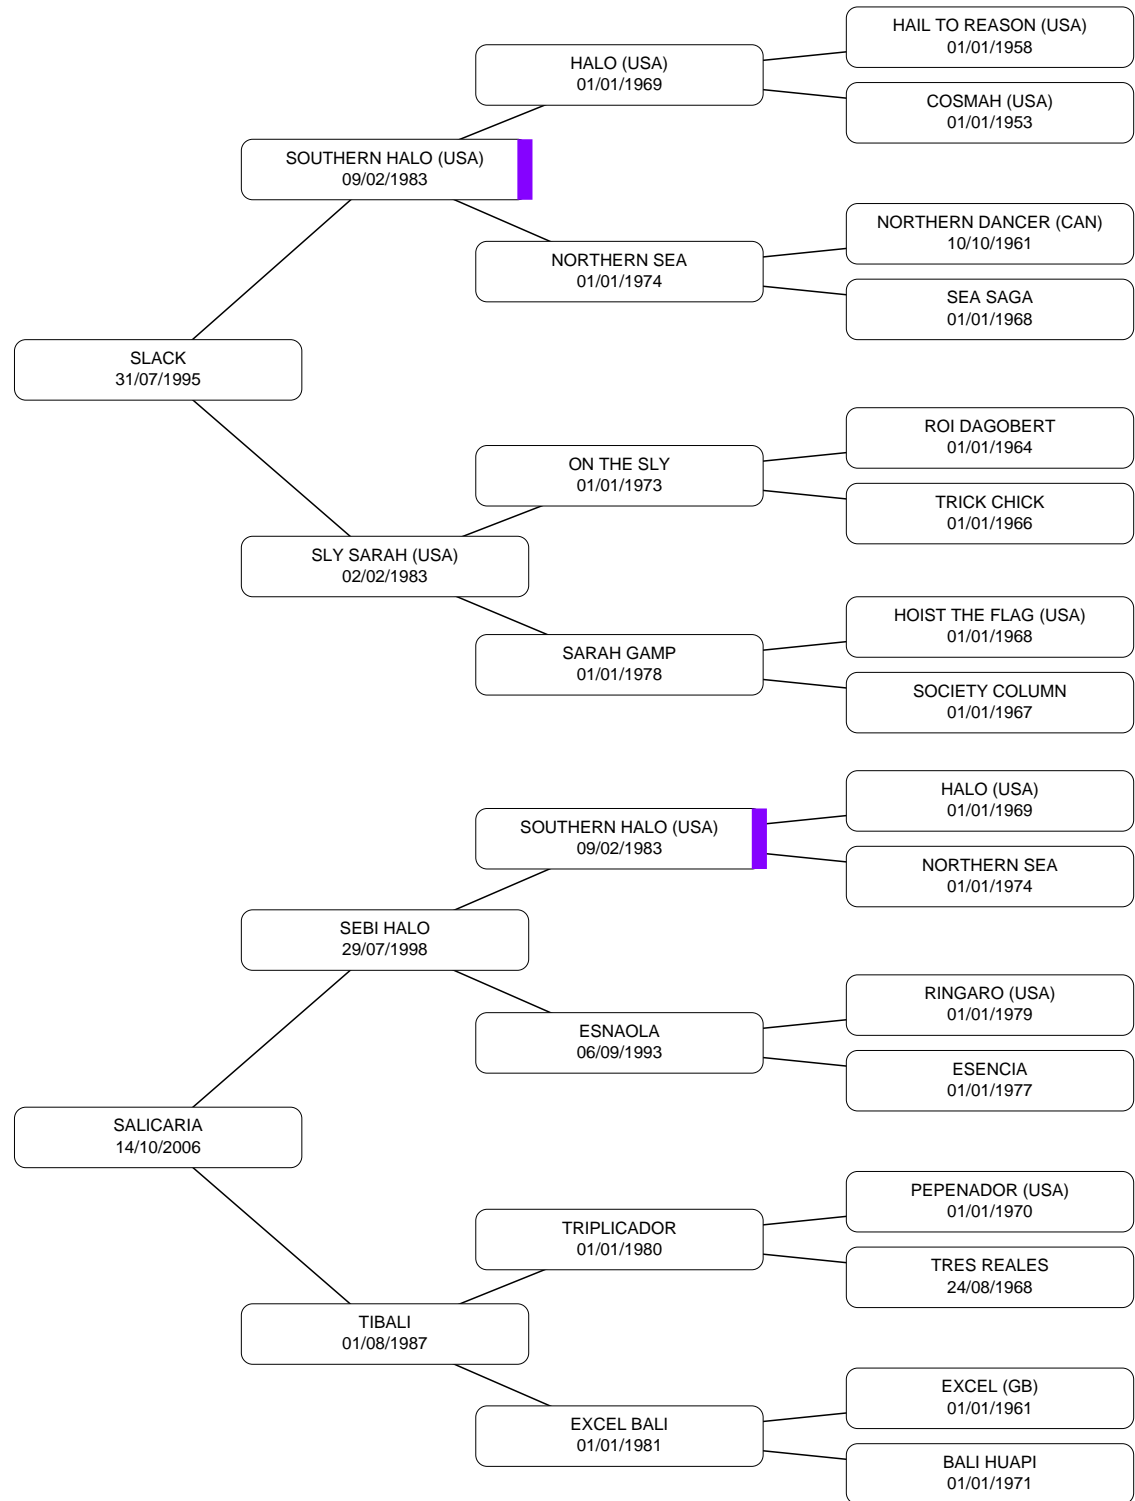 HAIL TO REASON (USA)
01/01/1958
HALO (USA)
01/01/1969
COSMAH (USA)
01/01/1953
SOUTHERN HALO (USA)
09/02/1983
NORTHERN DANCER (CAN)
10/10/1961
NORTHERN SEA
01/01/1974
SEA SAGA
01/01/1968
SLACK
31/07/1995
ROI DAGOBERT
01/01/1964
ON THE SLY
01/01/1973
TRICK CHICK
01/01/1966
SLY SARAH (USA)
02/02/1983
HOIST THE FLAG (USA)
01/01/1968
SARAH GAMP
01/01/1978
SOCIETY COLUMN
01/01/1967
HALO (USA)
01/01/1969
SOUTHERN HALO (USA)
09/02/1983
NORTHERN SEA
01/01/1974
SEBI HALO
29/07/1998
RINGARO (USA)
01/01/1979
ESNAOLA
06/09/1993
ESENCIA
01/01/1977
SALICARIA
14/10/2006
PEPENADOR (USA)
01/01/1970
TRIPLICADOR
01/01/1980
TRES REALES
24/08/1968
TIBALI
01/08/1987
EXCEL (GB)
01/01/1961
EXCEL BALI
01/01/1981
BALI HUAPI
01/01/1971